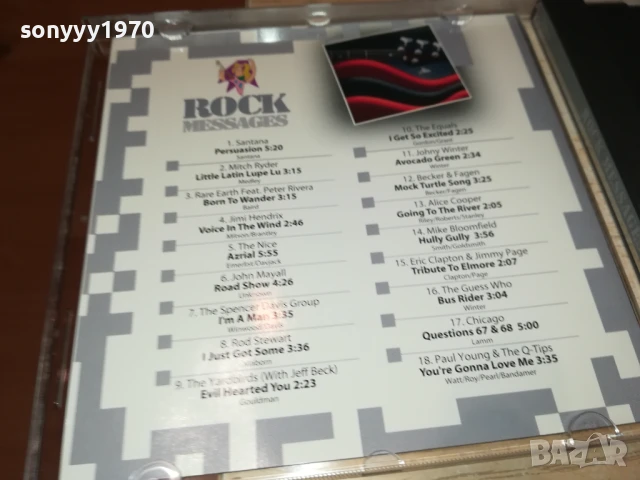 sonyyy1970
ROCK
MESSAGES
1. Santana
Persuasion 5:20
Santana
2. Mitch Ryder
Little Latin Lupe Lu 3:15
Medley
3. Rare Earth Feat. Peter Rivera
Born To Wander 3:15
Baird
4. Jimi Hendrix
Voice In The Wind 2:46
5. The Nice
Azrial 5:55
6. John Mayall
Road Show 4:26
Unknown
7. The Spencer Davis Group
I'm A Man 3:35
8. Rod Stewart
I Just Got Some 3:36
9. The Yardbirds (With Jeff Beck)
Evil Hearted You 2:23
Gouldman
10. The Equals
I Get So Excited 2:25
Gordon/Grant
11. Johny Winter
Avocado Green 2:34
Winter
12. Becker & Fagen
Mock Turtle Song 3:25
Becker/Fagen
13. Alice Cooper
Going To The River 2:05
14. Mike Bloomfield
Hully Gully 3:56
Smith/Goldsmith
15. Eric Clapton & Jimmy Page
Tribute To Elmore 2:07
Clapton/Page
16. The Guess Who
Bus Rider 3:04
Winter
17. Chicago
Questions 67 & 68 5:00
Lamm
18. Paul Young & The Q-Tips
You're Gonna Love Me 3:35
Watt/Roy/Pearl/Bandamer
BAZAR
bg